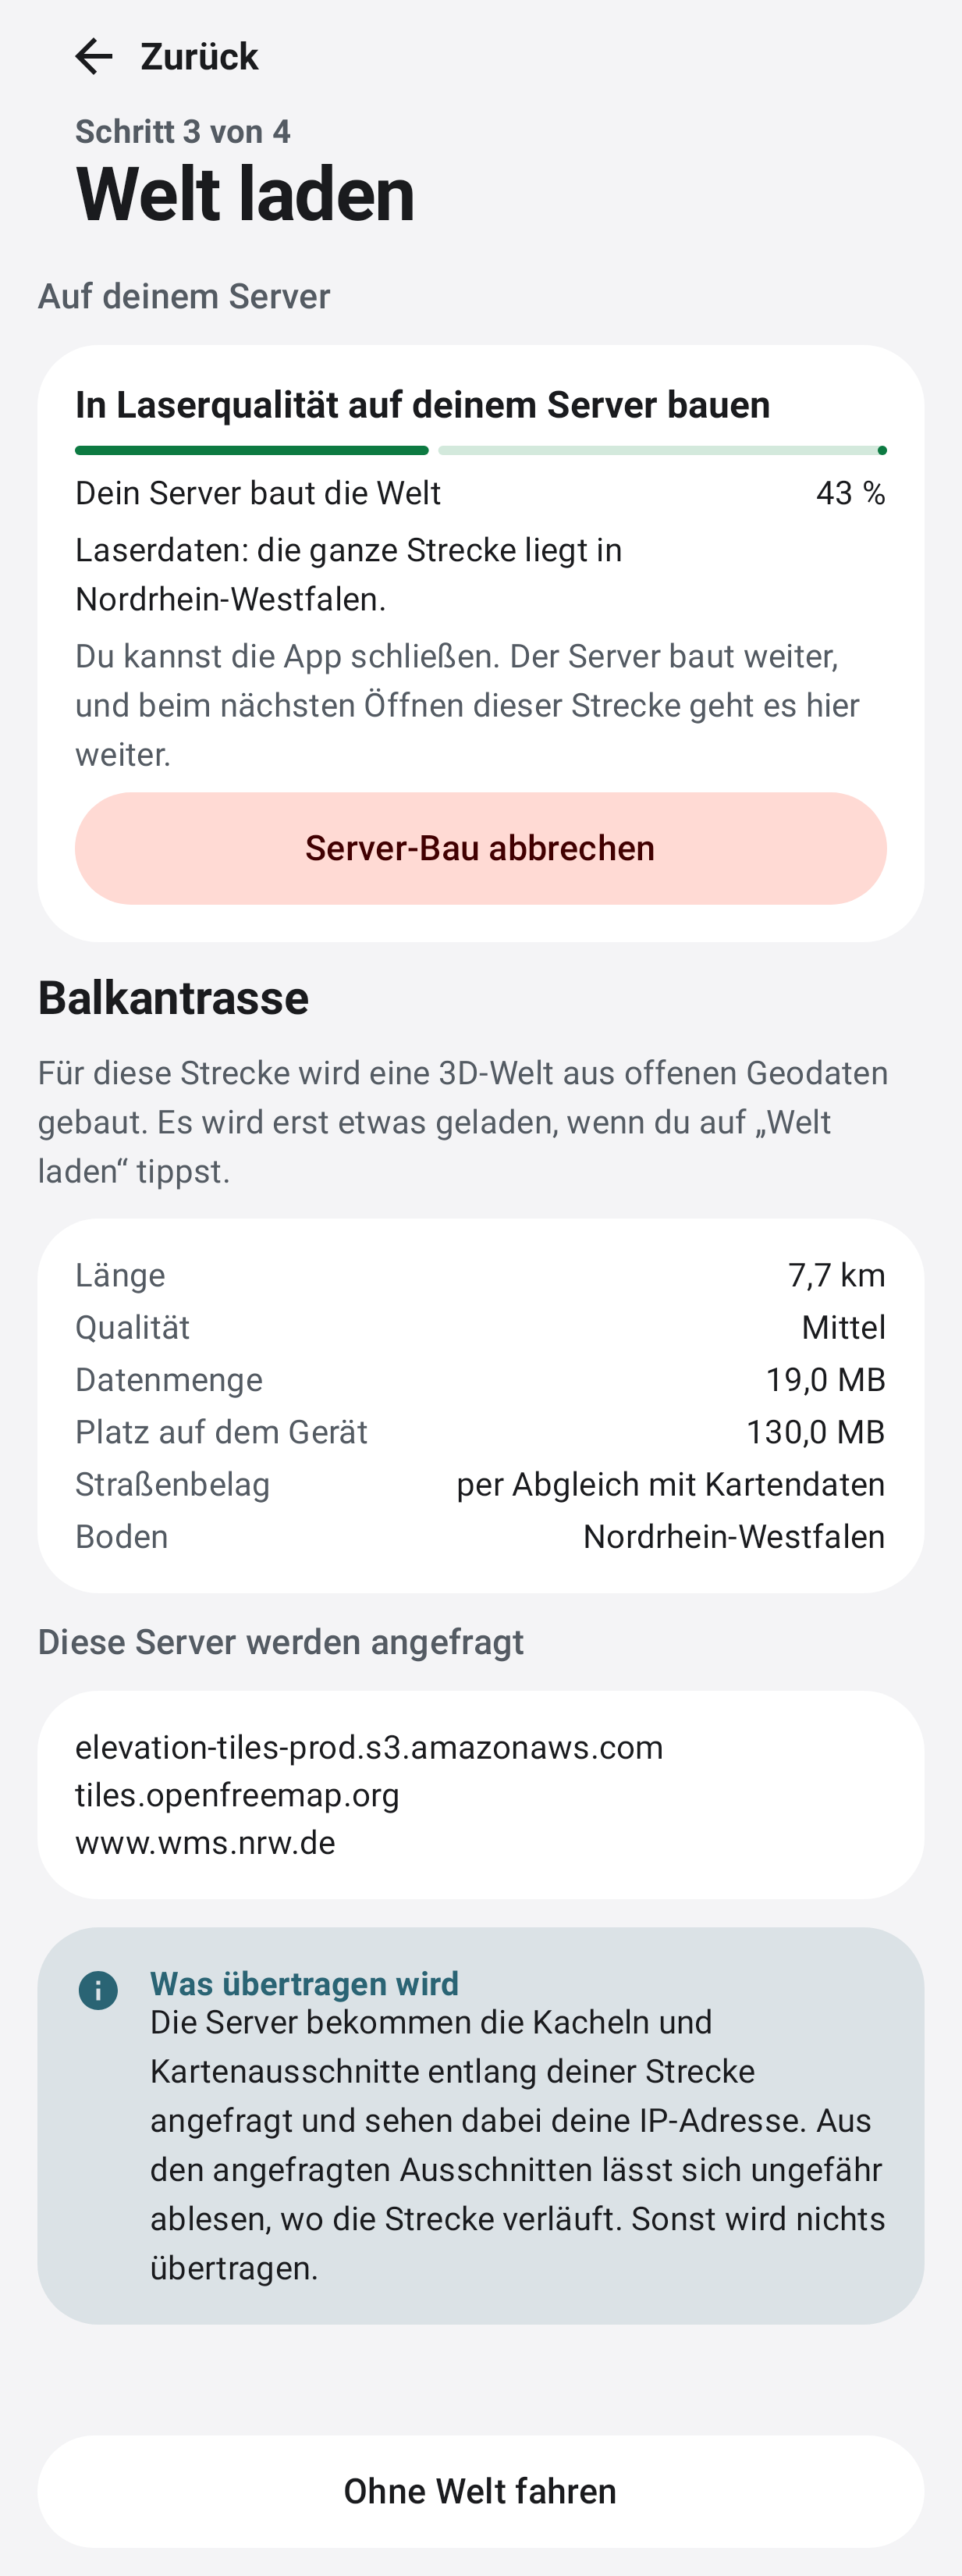 Zurück
Schritt 3 von 4
Welt laden
Auf deinem Server
In Laserqualität auf deinem Server bauen
Dein Server baut die Welt 43 %
Laserdaten: die ganze Strecke liegt in
Nordrhein-Westfalen.
Du kannst die App schließen. Der Server baut weiter,
und beim nächsten Öffnen dieser Strecke geht es hier
weiter.
Server-Bau abbrechen
Balkantrasse
Für diese Strecke wird eine 3D-Welt aus offenen Geodaten
gebaut. Es wird erst etwas geladen, wenn du auf „Welt
laden“ tippst.
Länge 7,7 km
Qualität Mittel
Datenmenge 19,0 MB
Platz auf dem Gerät 130,0 MB
Straßenbelag per Abgleich mit Kartendaten
Boden Nordrhein-Westfalen
Diese Server werden angefragt
elevation-tiles-prod.s3.amazonaws.com
tiles.openfreemap.org
www.wms.nrw.de
Was übertragen wird
Die Server bekommen die Kacheln und
Kartenausschnitte entlang deiner Strecke
angefragt und sehen dabei deine IP-Adresse. Aus
den angefragten Ausschnitten lässt sich ungefähr
ablesen, wo die Strecke verläuft. Sonst wird nichts
übertragen.
Ohne Welt fahren